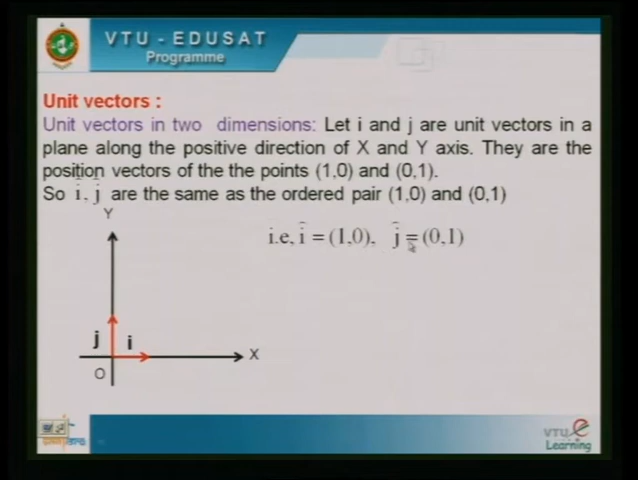 VTU - EDUSAT
Programme
Unit vectors :
Unit vectors in two dimensions: Let i and j are unit vectors in a
plane along the positive direction of X and Y axis. They are the
position vectors of the the points (1,0) and (0,1).
So i, j are the same as the ordered pair (1,0) and (0,1)
Y
i.e, i = (1,0), j = (0,1)
j i
X
O
VTU e
Learning